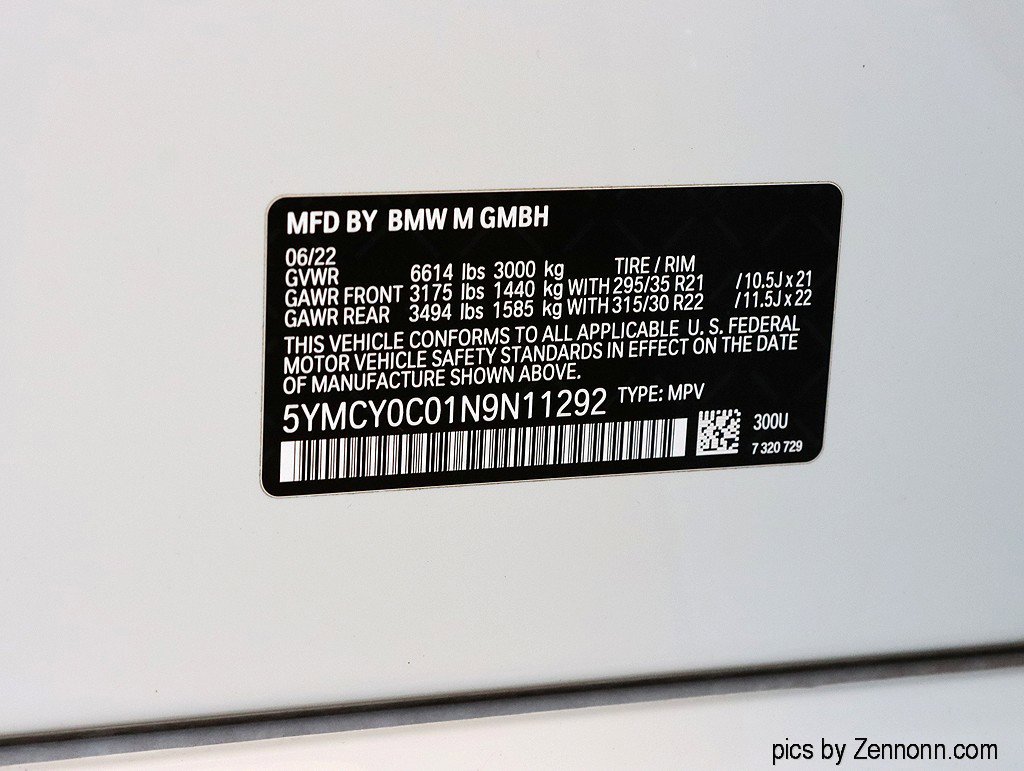 MFD BY BMW M GMBH
06/22
TIRE / RIM
GVWR 6614 lbs 3000 kg
GAWR FRONT 3175 lbs 1440 kg WITH 295/35 R21 /10.5J x 21
GAWR REAR 3494 lbs 1585 kg WITH 315/30 R22 /11.5J x 22
THIS VEHICLE CONFORMS TO ALL APPLICABLE U. S. FEDERAL
MOTOR VEHICLE SAFETY STANDARDS IN EFFECT ON THE DATE
OF MANUFACTURE SHOWN ABOVE.
5YMCY0C01N9N11292 TYPE: MPV
300U
7 320 729
pics by Zennonn.com